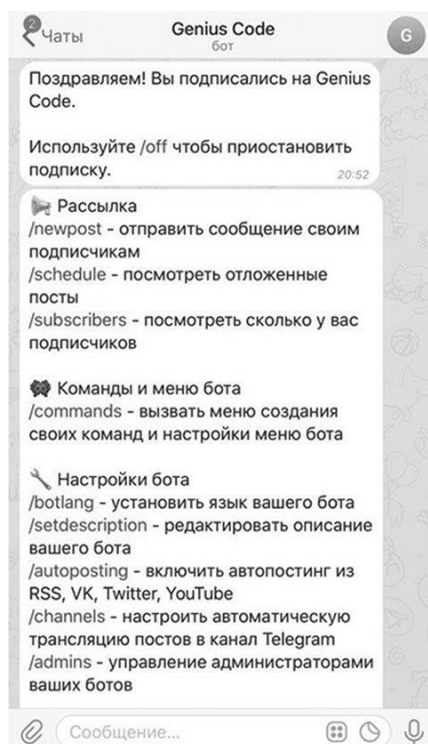 2
Чаты
Genius Code
бот
G
Поздравляем! Вы подписались на Genius
Code.
Используйте /off чтобы приостановить
подписку.
20:52
Рассылка
/newpost - отправить сообщение своим
подписчикам
/schedule - посмотреть отложенные
посты
/subscribers - посмотреть сколько у вас
подписчиков
Команды и меню бота
/commands - вызвать меню создания
своих команд и настройки меню бота
Настройки бота
/botlang - установить язык вашего бота
/setdescription - редактировать описание
вашего бота
/autoposting - включить автопостинг из
RSS, VK, Twitter, YouTube
/channels - настроить автоматическую
трансляцию постов в канал Telegram
/admins - управление администраторами
ваших ботов
Сообщение...